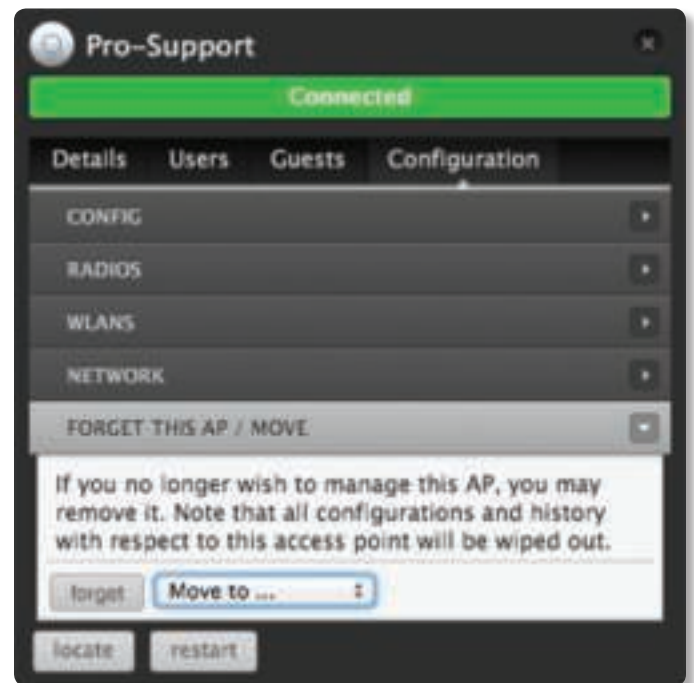 Pro-Support
Connected
Details Users Guests Configuration
CONFIG
RADIOS
WLANS
NETWORK
FORGET THIS AP / MOVE
If you no longer wish to manage this AP, you may
remove it. Note that all configurations and history
with respect to this access point will be wiped out.
forget Move to ...
locate restart